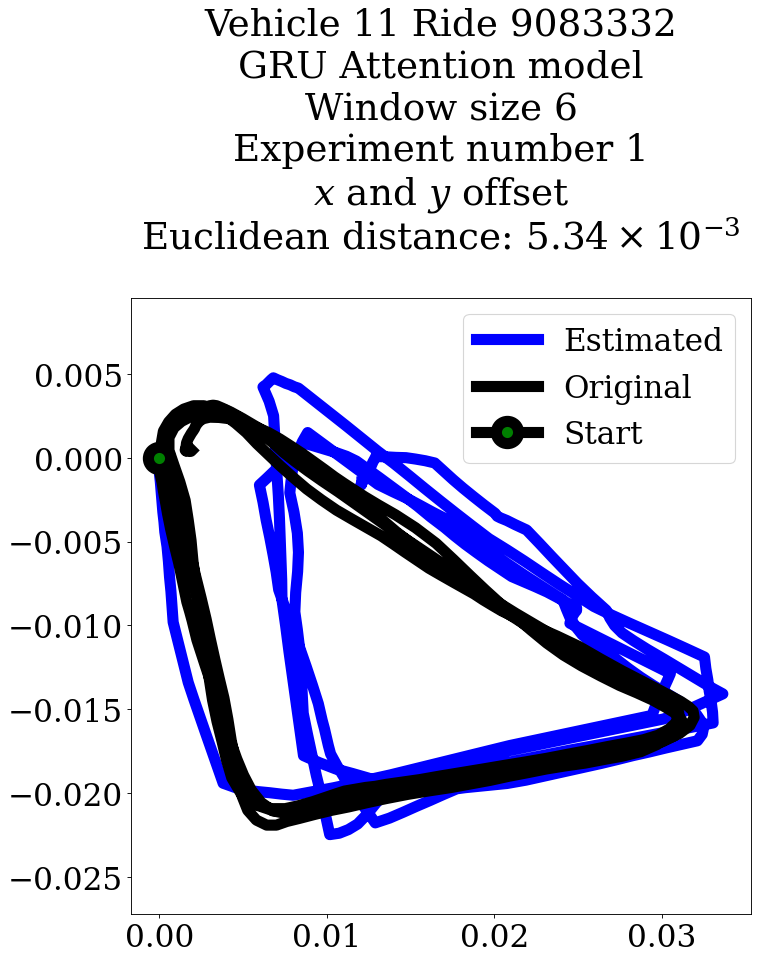 Vehicle 11 Ride 9083332
GRU Attention model
Window size 6
Experiment number 1
x and y offset
Euclidean distance: 5.34 × 10⁻³
Estimated
Original
Start
0.005
0.000
−0.005
−0.010
−0.015
−0.020
−0.025
0.00 0.01 0.02 0.03